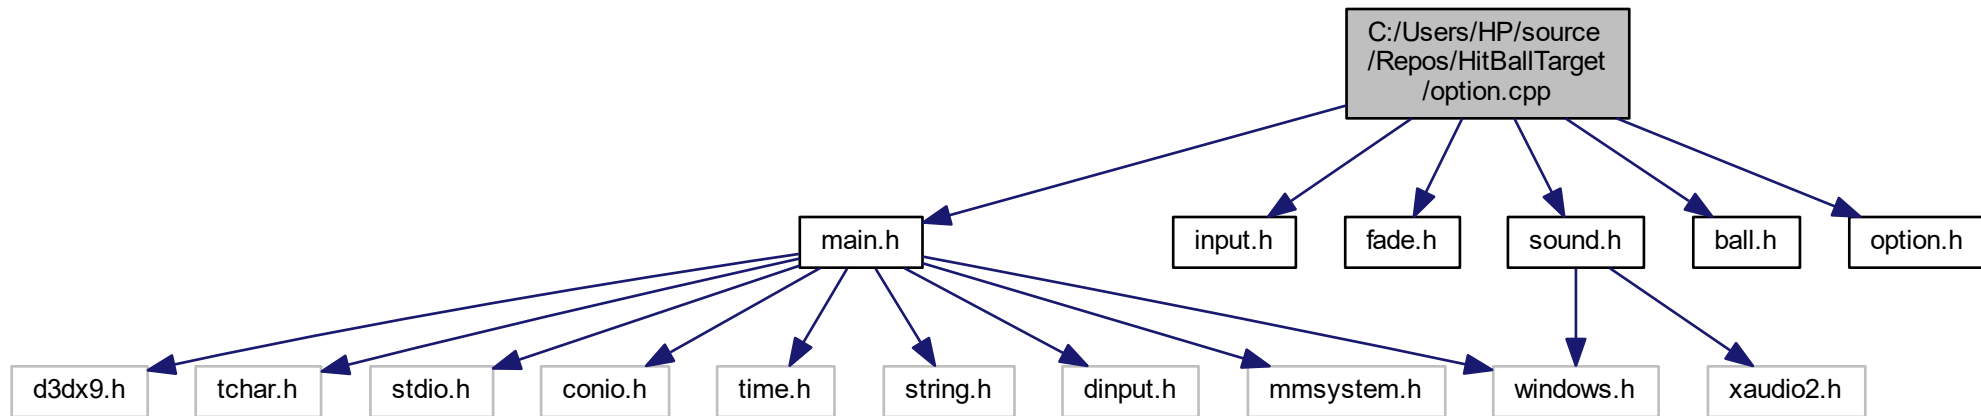 C:/Users/HP/source
/Repos/HitBallTarget
/option.cpp
main.h
input.h
fade.h
sound.h
ball.h
option.h
d3dx9.h
tchar.h
stdio.h
conio.h
time.h
string.h
dinput.h
mmsystem.h
windows.h
xaudio2.h